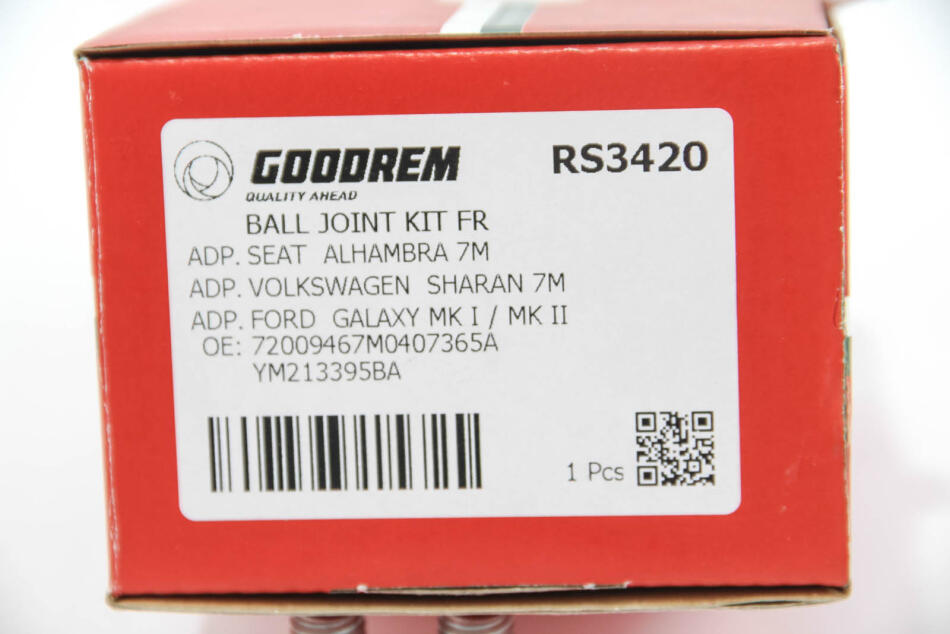 GOODREM
RS3420
QUALITY AHEAD
BALL JOINT KIT FR
ADP. SEAT ALHAMBRA 7M
ADP. VOLKSWAGEN SHARAN 7M
ADP. FORD GALAXY MK I / MK II
OE: 72009467M0407365A
YM213395BA
1 Pcs